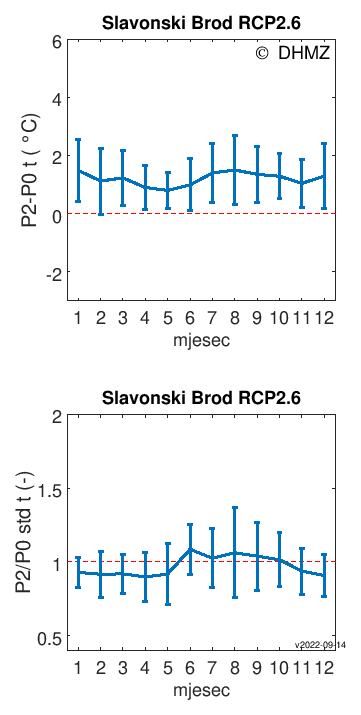 Slavonski Brod RCP2.6
© DHMZ
P2-P0 t ( °C)
6
4
2
0
-2
1 2 3 4 5 6 7 8 9 10 11 12
mjesec
Slavonski Brod RCP2.6
P2/P0 std t (-)
2
1.5
1
0.5
v2022-09-14
1 2 3 4 5 6 7 8 9 10 11 12
mjesec